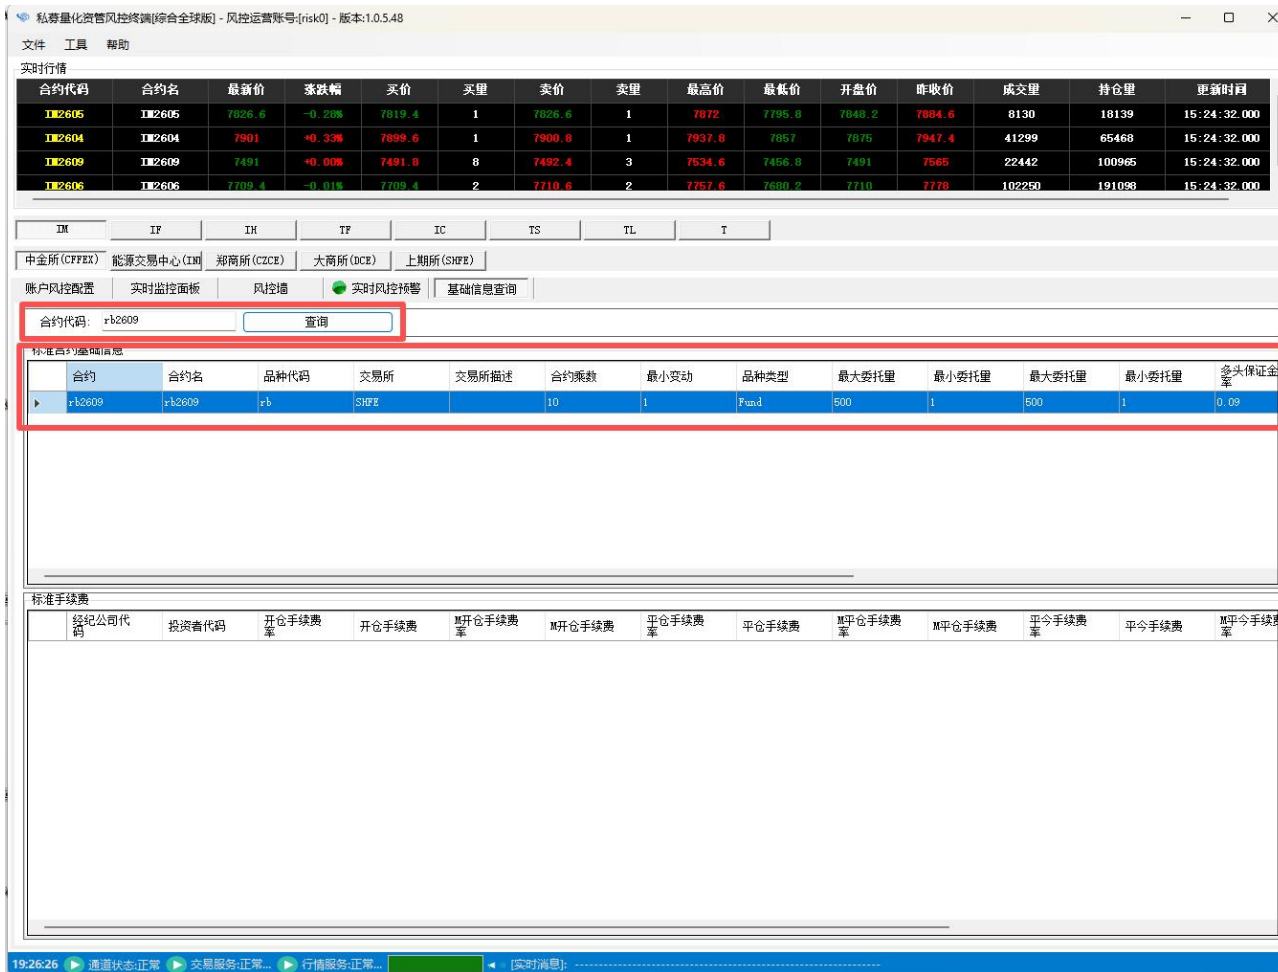 私募量化资管风控终端[综合全球版] - 风控运营账号:[risk0] - 版本:1.0.5.48
文件 工具 帮助
实时行情
合约代码 合约名 最新价 涨跌幅 买价 买量 卖价 卖量 最高价 最低价 开盘价 昨收价 成交量 持仓量 更新时间
IM2605 IM2605 7826.6 -0.28% 7819.4 1 7826.6 1 7872 7795.8 7848.2 7884.6 8130 18139 15:24:32.000
IM2604 IM2604 7901 +0.33% 7899.6 1 7900.8 1 7937.8 7857 7875 7947.4 41299 65468 15:24:32.000
IM2609 IM2609 7491 +0.00% 7491.8 8 7492.4 3 7534.6 7456.8 7491 7565 22442 100965 15:24:32.000
IM2606 IM2606 7709.4 -0.01% 7709.4 2 7710.6 2 7757.6 7680.2 7710 7778 102250 191098 15:24:32.000
IM IF IH TF IC TS TL T
中金所(CFFEX) 能源交易中心(INE 郑商所(CZCE) 大商所(DCE) 上期所(SHFE)
账户风控配置 实时监控面板 风控墙 实时风控预警 基础信息查询
合约代码: rb2609 查询
标准合约基础信息
合约 合约名 品种代码 交易所 交易所描述 合约乘数 最小变动 品种类型 最大委托量 最小委托量 最大委托量 最小委托量 多头保证金率
rb2609 rb2609 rb SHFE 10 1 Fund 500 1 500 1 0.09
标准手续费
经纪公司代码 投资者代码 开仓手续费率 开仓手续费 M开仓手续费率 M开仓手续费 平仓手续费率 平仓手续费 M平仓手续费率 M平仓手续费 平今手续费率 平今手续费 M平今手续费率
19:26:26 通道状态:正常 交易服务:正常... 行情服务:正常... [实时消息]: ------------------------------------------------------------